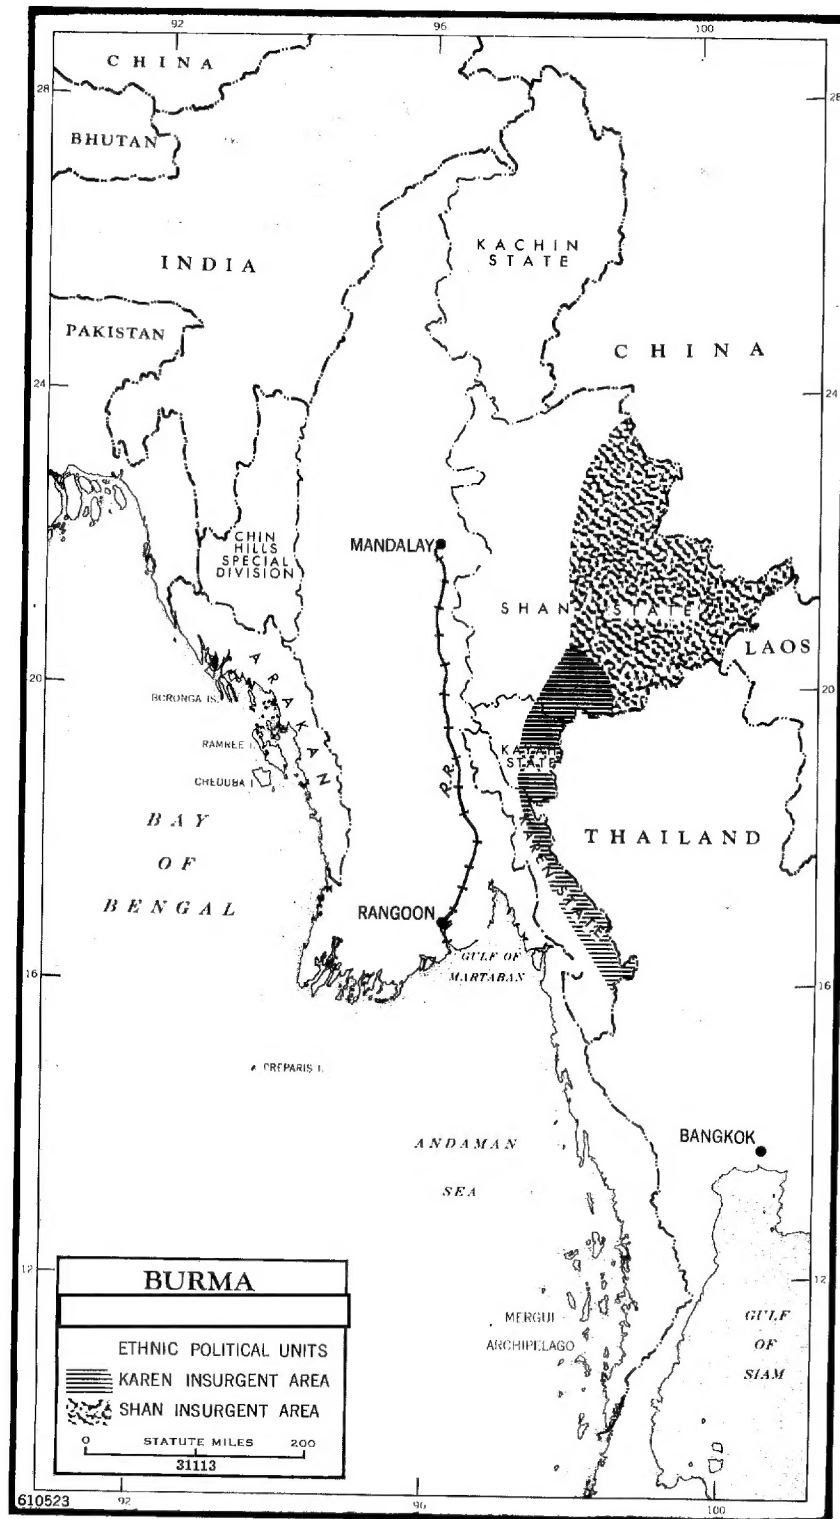 92
96
100
CHINA
28
28
BHUTAN
KACHIN
STATE
INDIA
PAKISTAN
CHINA
24
24
CHIN
HILLS
SPECIAL
DIVISION
MANDALAY
SHAN STATE
LAOS
ARAKAN
20
20
BORONGA IS.
RAMREE I.
CHEDUBA I.
KAYAH
STATE
R.R.
BAY
OF
BENGAL
THAILAND
KAREN STATE
RANGOON
GULF OF
MARTABAN
16
16
PREPARIS I.
BANGKOK
ANDAMAN
SEA
12
12
MERGUI
ARCHIPELAGO
GULF
OF
SIAM
BURMA
ETHNIC POLITICAL UNITS
KAREN INSURGENT AREA
SHAN INSURGENT AREA
0 STATUTE MILES 200
31113
610523
92
96
100